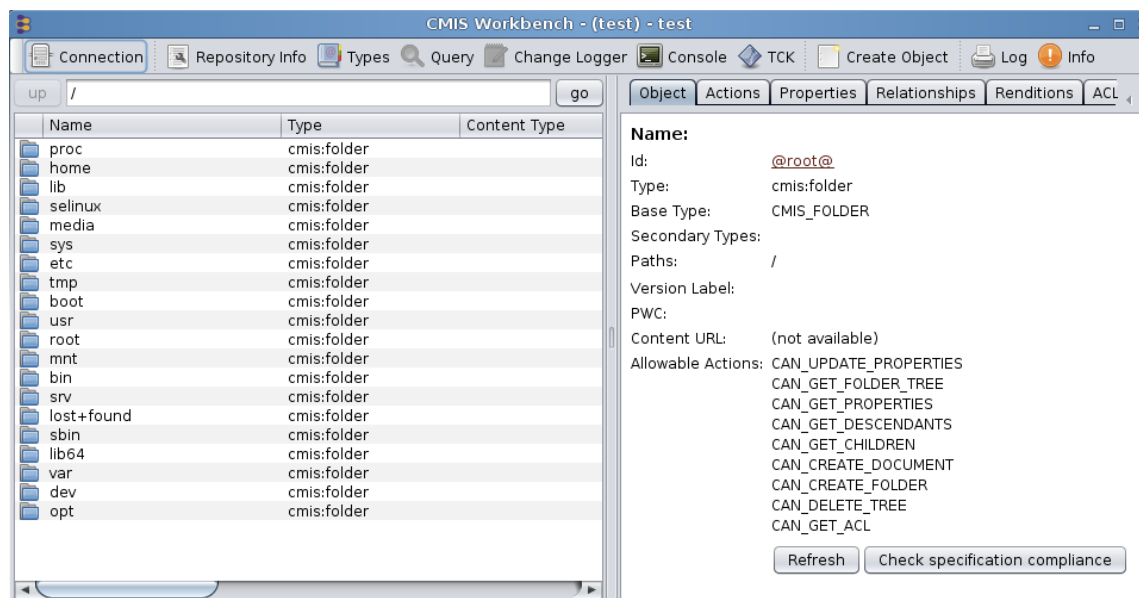 CMIS Workbench - (test) - test
Connection Repository Info Types Query Change Logger Console TCK Create Object Log Info
up / go
Name Type Content Type
proc cmis:folder
home cmis:folder
lib cmis:folder
selinux cmis:folder
media cmis:folder
sys cmis:folder
etc cmis:folder
tmp cmis:folder
boot cmis:folder
usr cmis:folder
root cmis:folder
mnt cmis:folder
bin cmis:folder
srv cmis:folder
lost+found cmis:folder
sbin cmis:folder
lib64 cmis:folder
var cmis:folder
dev cmis:folder
opt cmis:folder
Object Actions Properties Relationships Renditions ACL
Name:
Id: @root@
Type: cmis:folder
Base Type: CMIS_FOLDER
Secondary Types:
Paths: /
Version Label:
PWC:
Content URL: (not available)
Allowable Actions: CAN_UPDATE_PROPERTIES
CAN_GET_FOLDER_TREE
CAN_GET_PROPERTIES
CAN_GET_DESCENDANTS
CAN_GET_CHILDREN
CAN_CREATE_DOCUMENT
CAN_CREATE_FOLDER
CAN_DELETE_TREE
CAN_GET_ACL
Refresh Check specification compliance